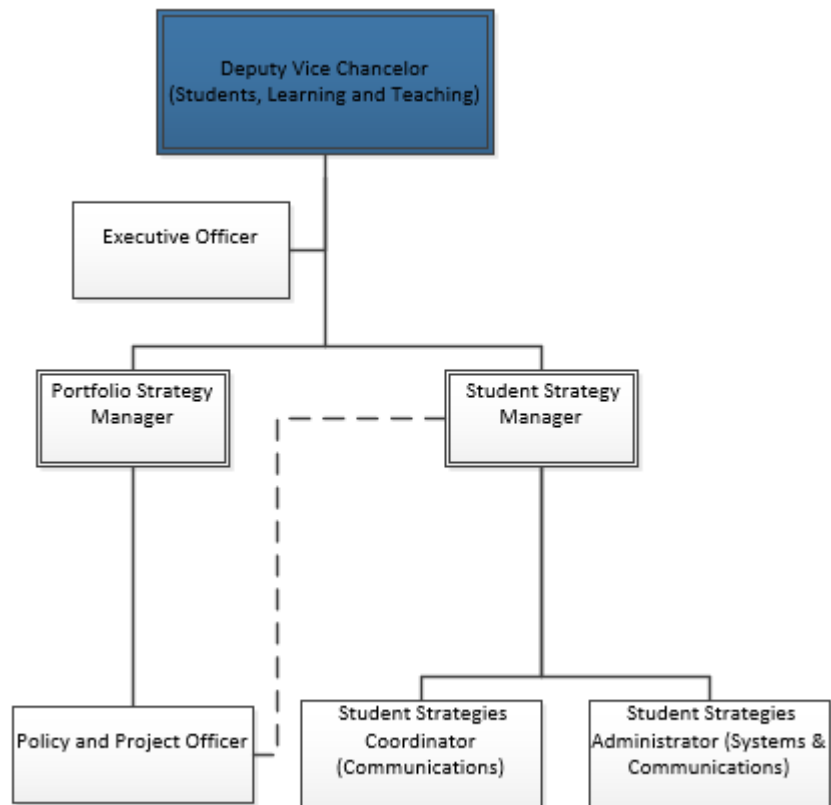 Deputy Vice Chancelor
(Students, Learning and Teaching)
Executive Officer
Portfolio Strategy
Manager
Student Strategy
Manager
Policy and Project Officer
Student Strategies
Coordinator
(Communications)
Student Strategies
Administrator (Systems &
Communications)